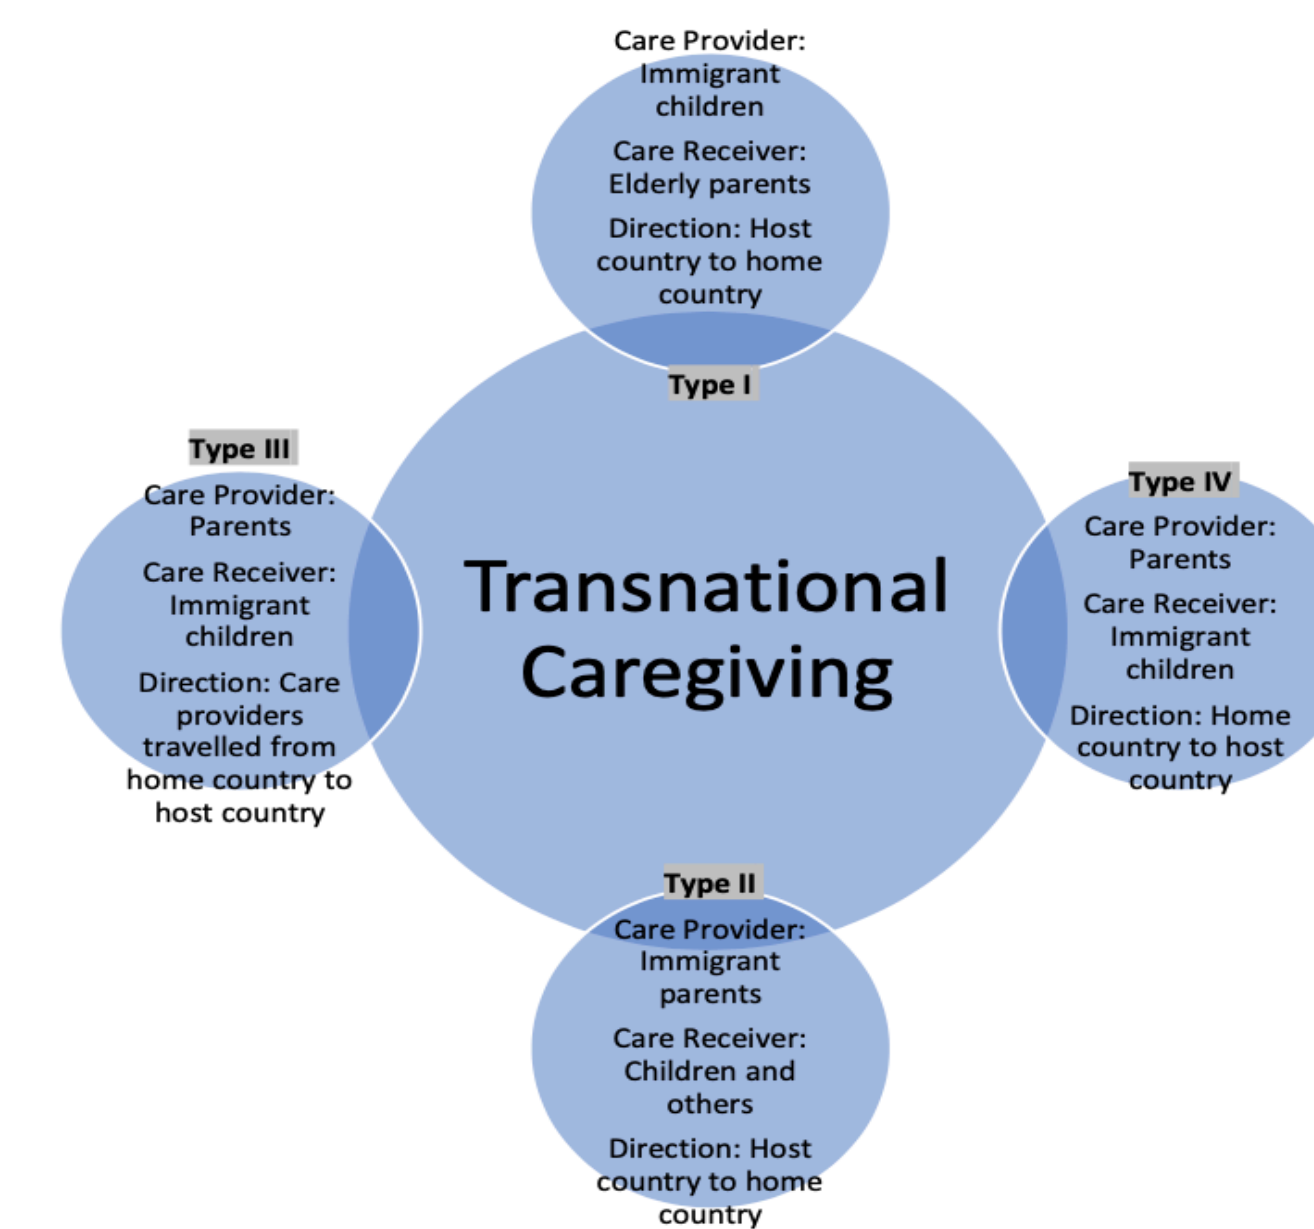 Care Provider:
Immigrant
children
Care Receiver:
Elderly parents
Direction: Host
country to home
country
Type I
Type III
Care Provider:
Parents
Care Receiver:
Immigrant
children
Direction: Care
providers
travelled from
home country to
host country
Transnational
Caregiving
Type IV
Care Provider:
Parents
Care Receiver:
Immigrant
children
Direction: Home
country to host
country
Type II
Care Provider:
Immigrant
parents
Care Receiver:
Children and
others
Direction: Host
country to home
country